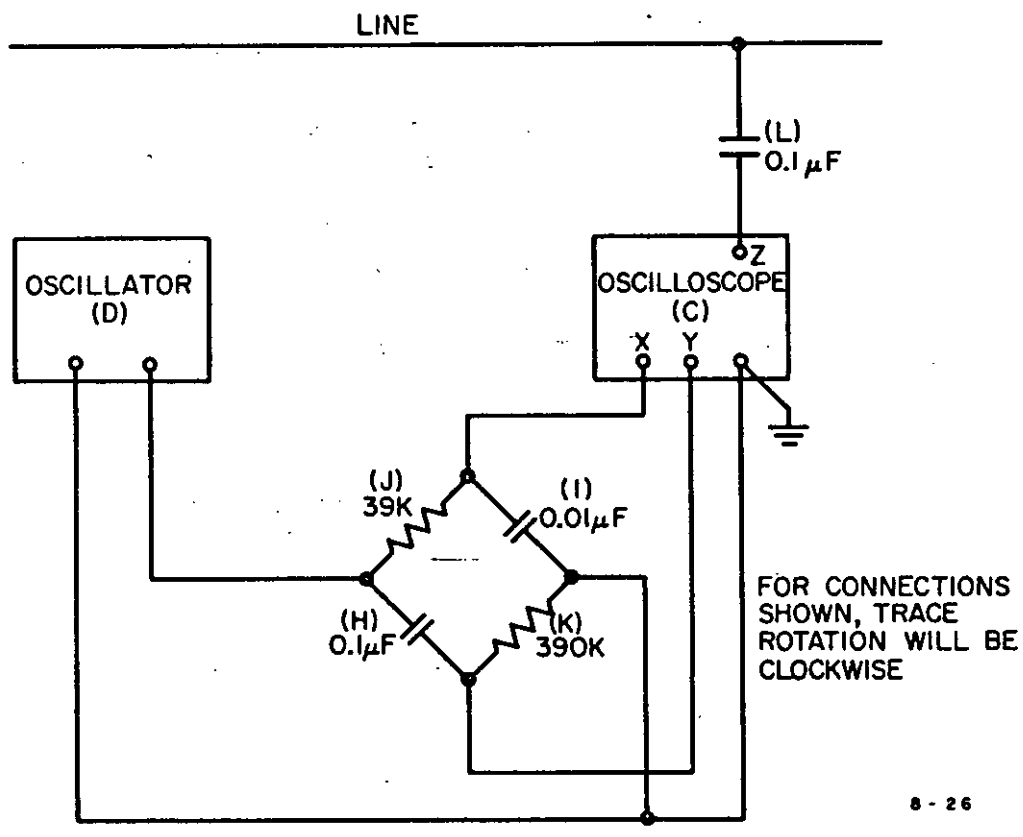 LINE
(L)
0.1 µF
OSCILLATOR
(D)
Z
OSCILLOSCOPE
(C)
X Y
(J)
39K
(I)
0.01µF
(H)
0.1µF
(K)
390K
FOR CONNECTIONS
SHOWN, TRACE
ROTATION WILL BE
CLOCKWISE
8-26